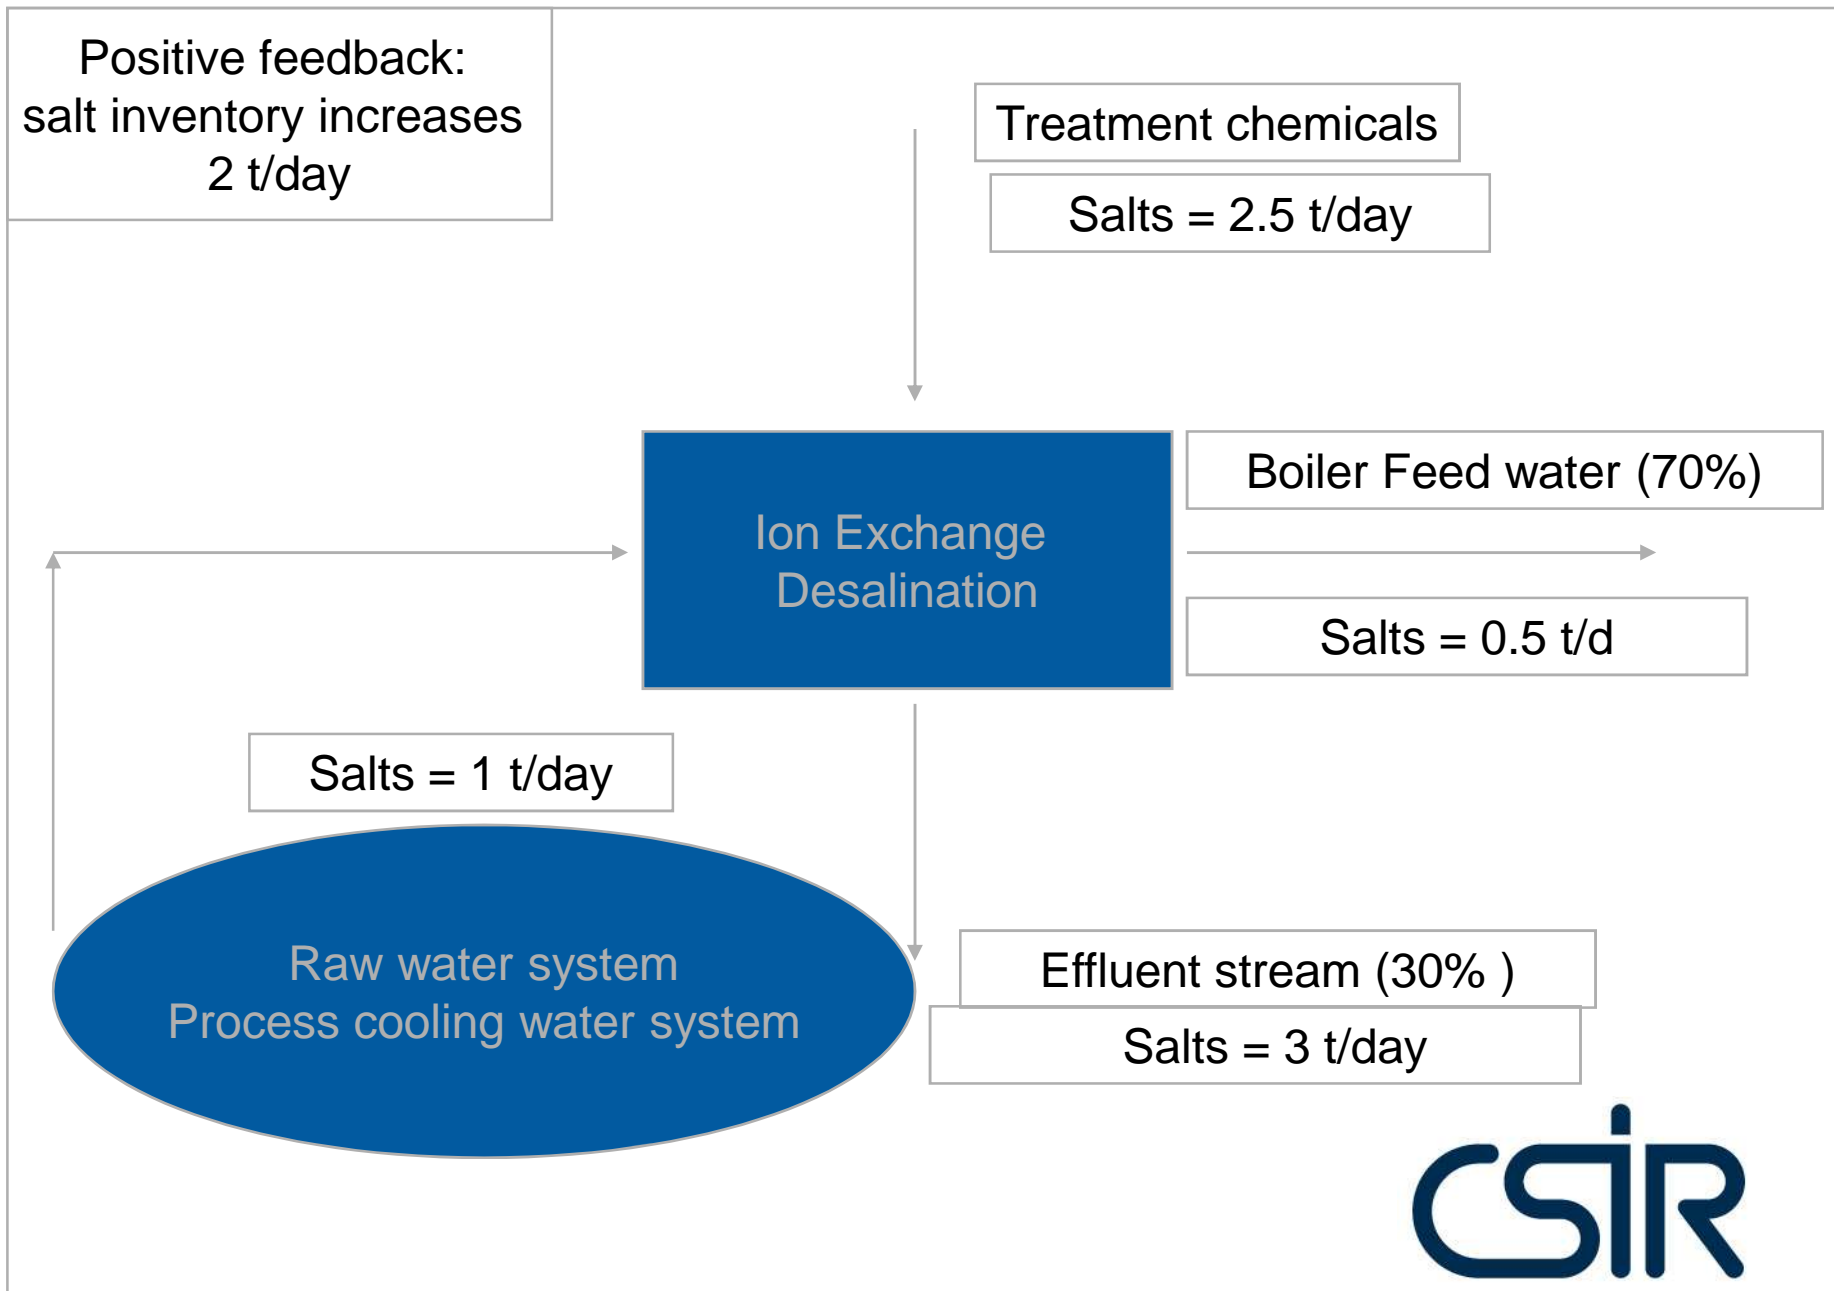 Positive feedback:
salt inventory increases
2 t/day
Treatment chemicals
Salts = 2.5 t/day
Boiler Feed water (70%)
Ion Exchange
Desalination
Salts = 0.5 t/d
Salts = 1 t/day
Raw water system
Process cooling water system
Effluent stream (30% )
Salts = 3 t/day
CSIR